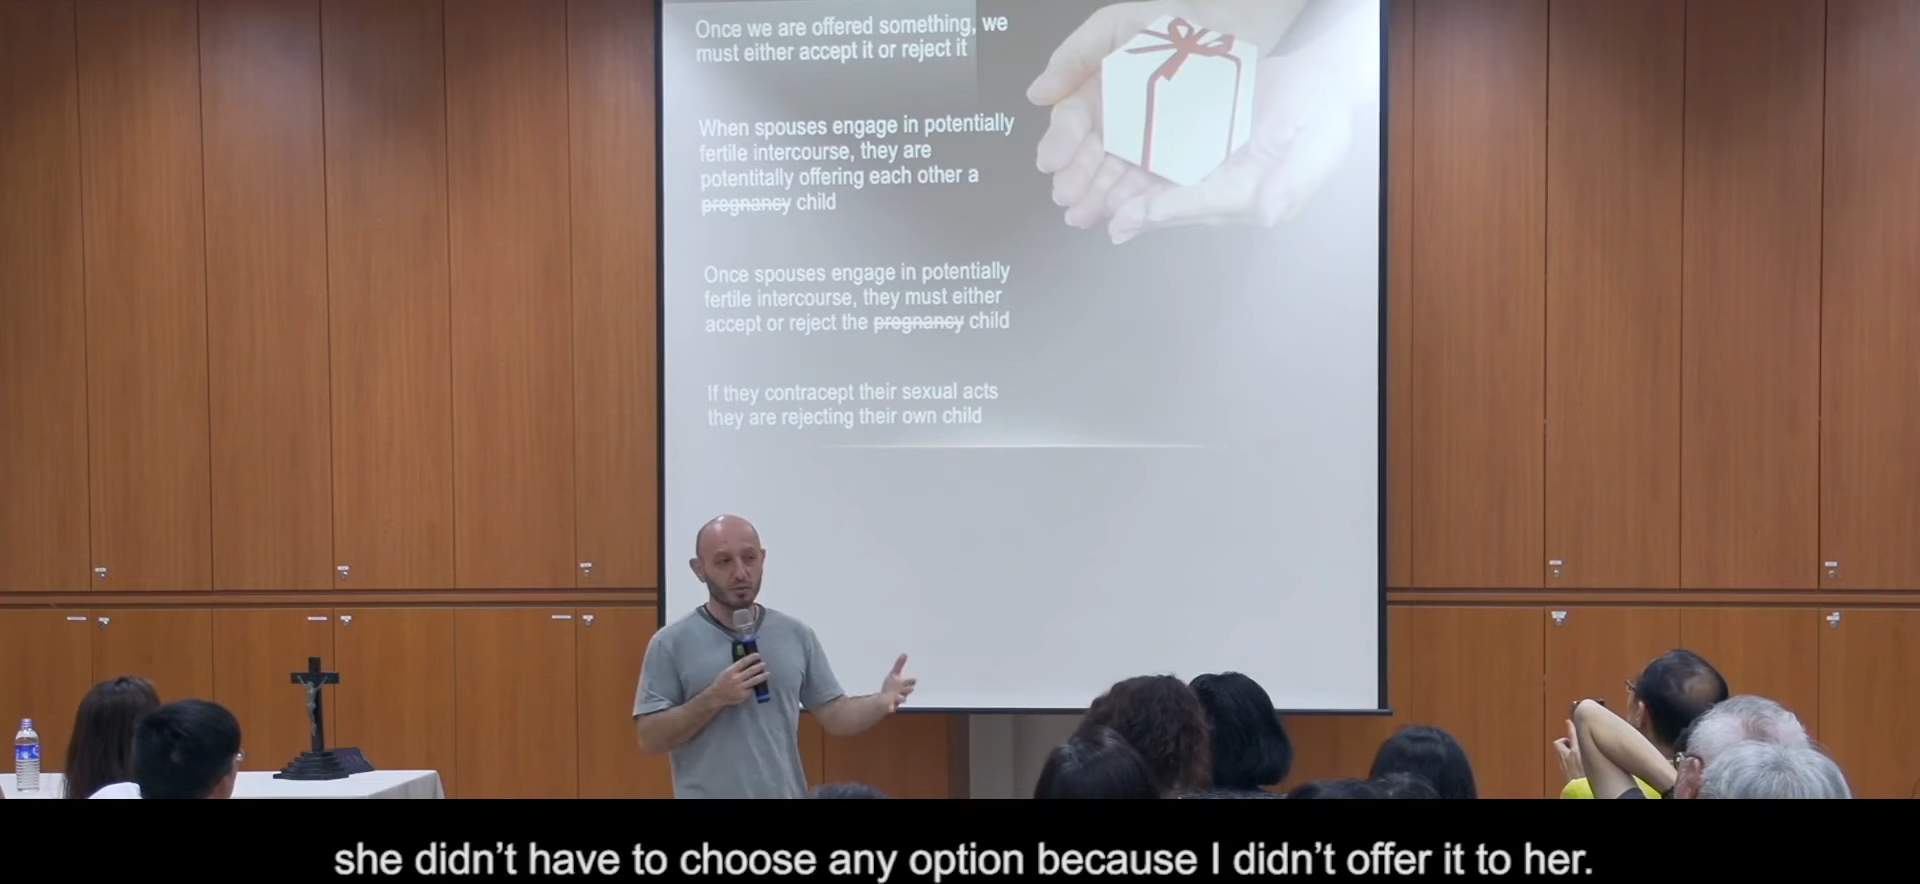 Once we are offered something, we
must either accept it or reject it
When spouses engage in potentially
fertile intercourse, they are
potentitally offering each other a
pregnancy child
Once spouses engage in potentially
fertile intercourse, they must either
accept or reject the pregnancy child
If they contracept their sexual acts
they are rejecting their own child
she didn't have to choose any option because I didn't offer it to her.